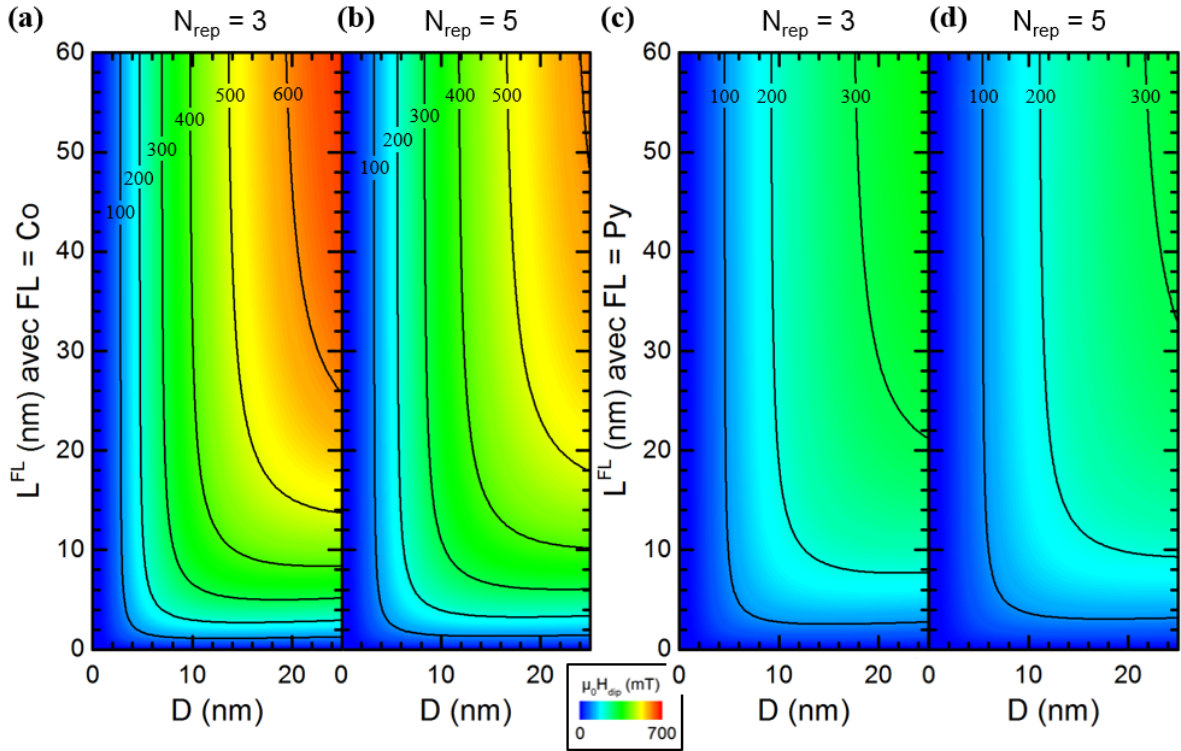 (a) N_rep = 3 (b) N_rep = 5 (c) N_rep = 3 (d) N_rep = 5
L^FL (nm) avec FL = Co
60
50
40
30
20
10
0
100
200
300
400
500
600
0 10 20
D (nm)
100
200
300
400
500
0 10 20
D (nm)
L^FL (nm) avec FL = Py
60
50
40
30
20
10
0
100 200 300
0 10 20
D (nm)
100 200 300
0 10 20
D (nm)
μ₀H_dip (mT)
0 700